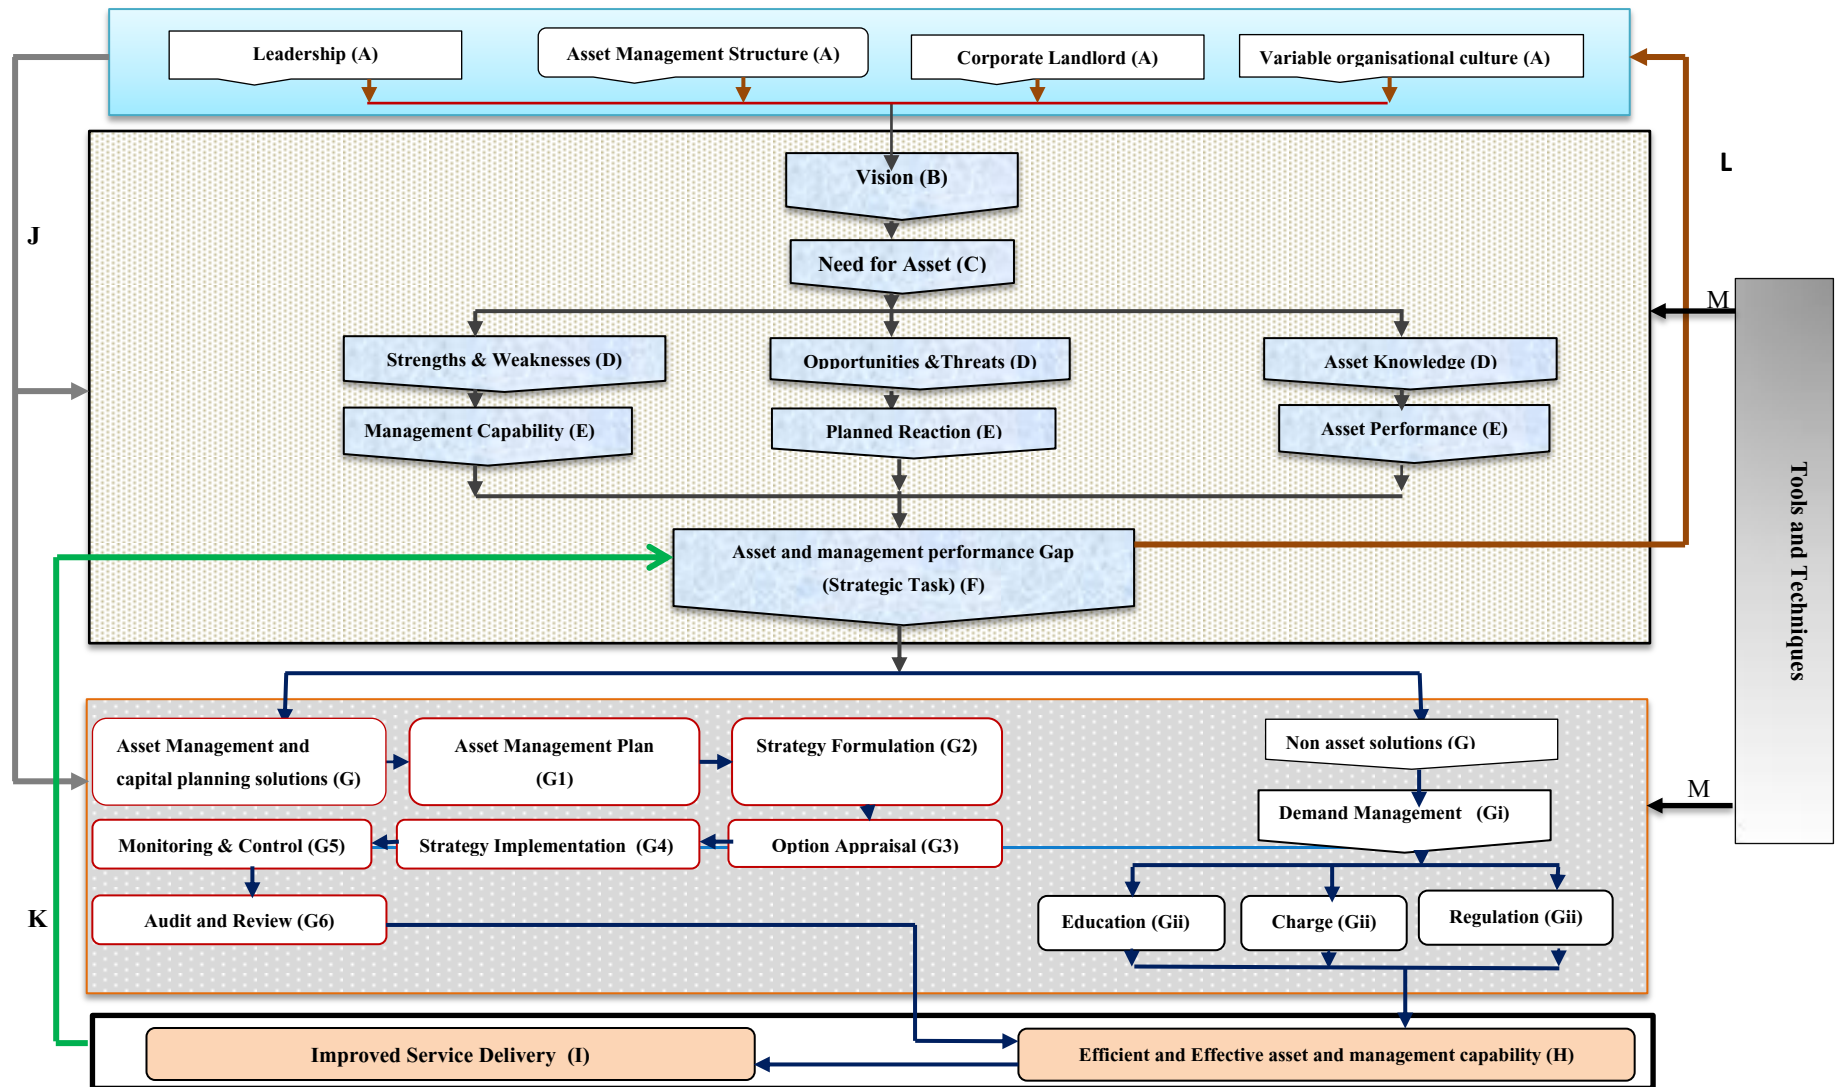 Leadership (A)
Asset Management Structure (A)
Corporate Landlord (A)
Variable organisational culture (A)
L
Vision (B)
J
Need for Asset (C)
M
Strengths & Weaknesses (D)
Opportunities &Threats (D)
Asset Knowledge (D)
Management Capability (E)
Planned Reaction (E)
Asset Performance (E)
Tools and Techniques
Asset and management performance Gap
(Strategic Task) (F)
Asset Management and
capital planning solutions (G)
Asset Management Plan
(G1)
Strategy Formulation (G2)
Non asset solutions (G)
M
Demand Management (Gi)
Monitoring & Control (G5)
Strategy Implementation (G4)
Option Appraisal (G3)
K
Audit and Review (G6)
Education (Gii)
Charge (Gii)
Regulation (Gii)
Improved Service Delivery (I)
Efficient and Effective asset and management capability (H)